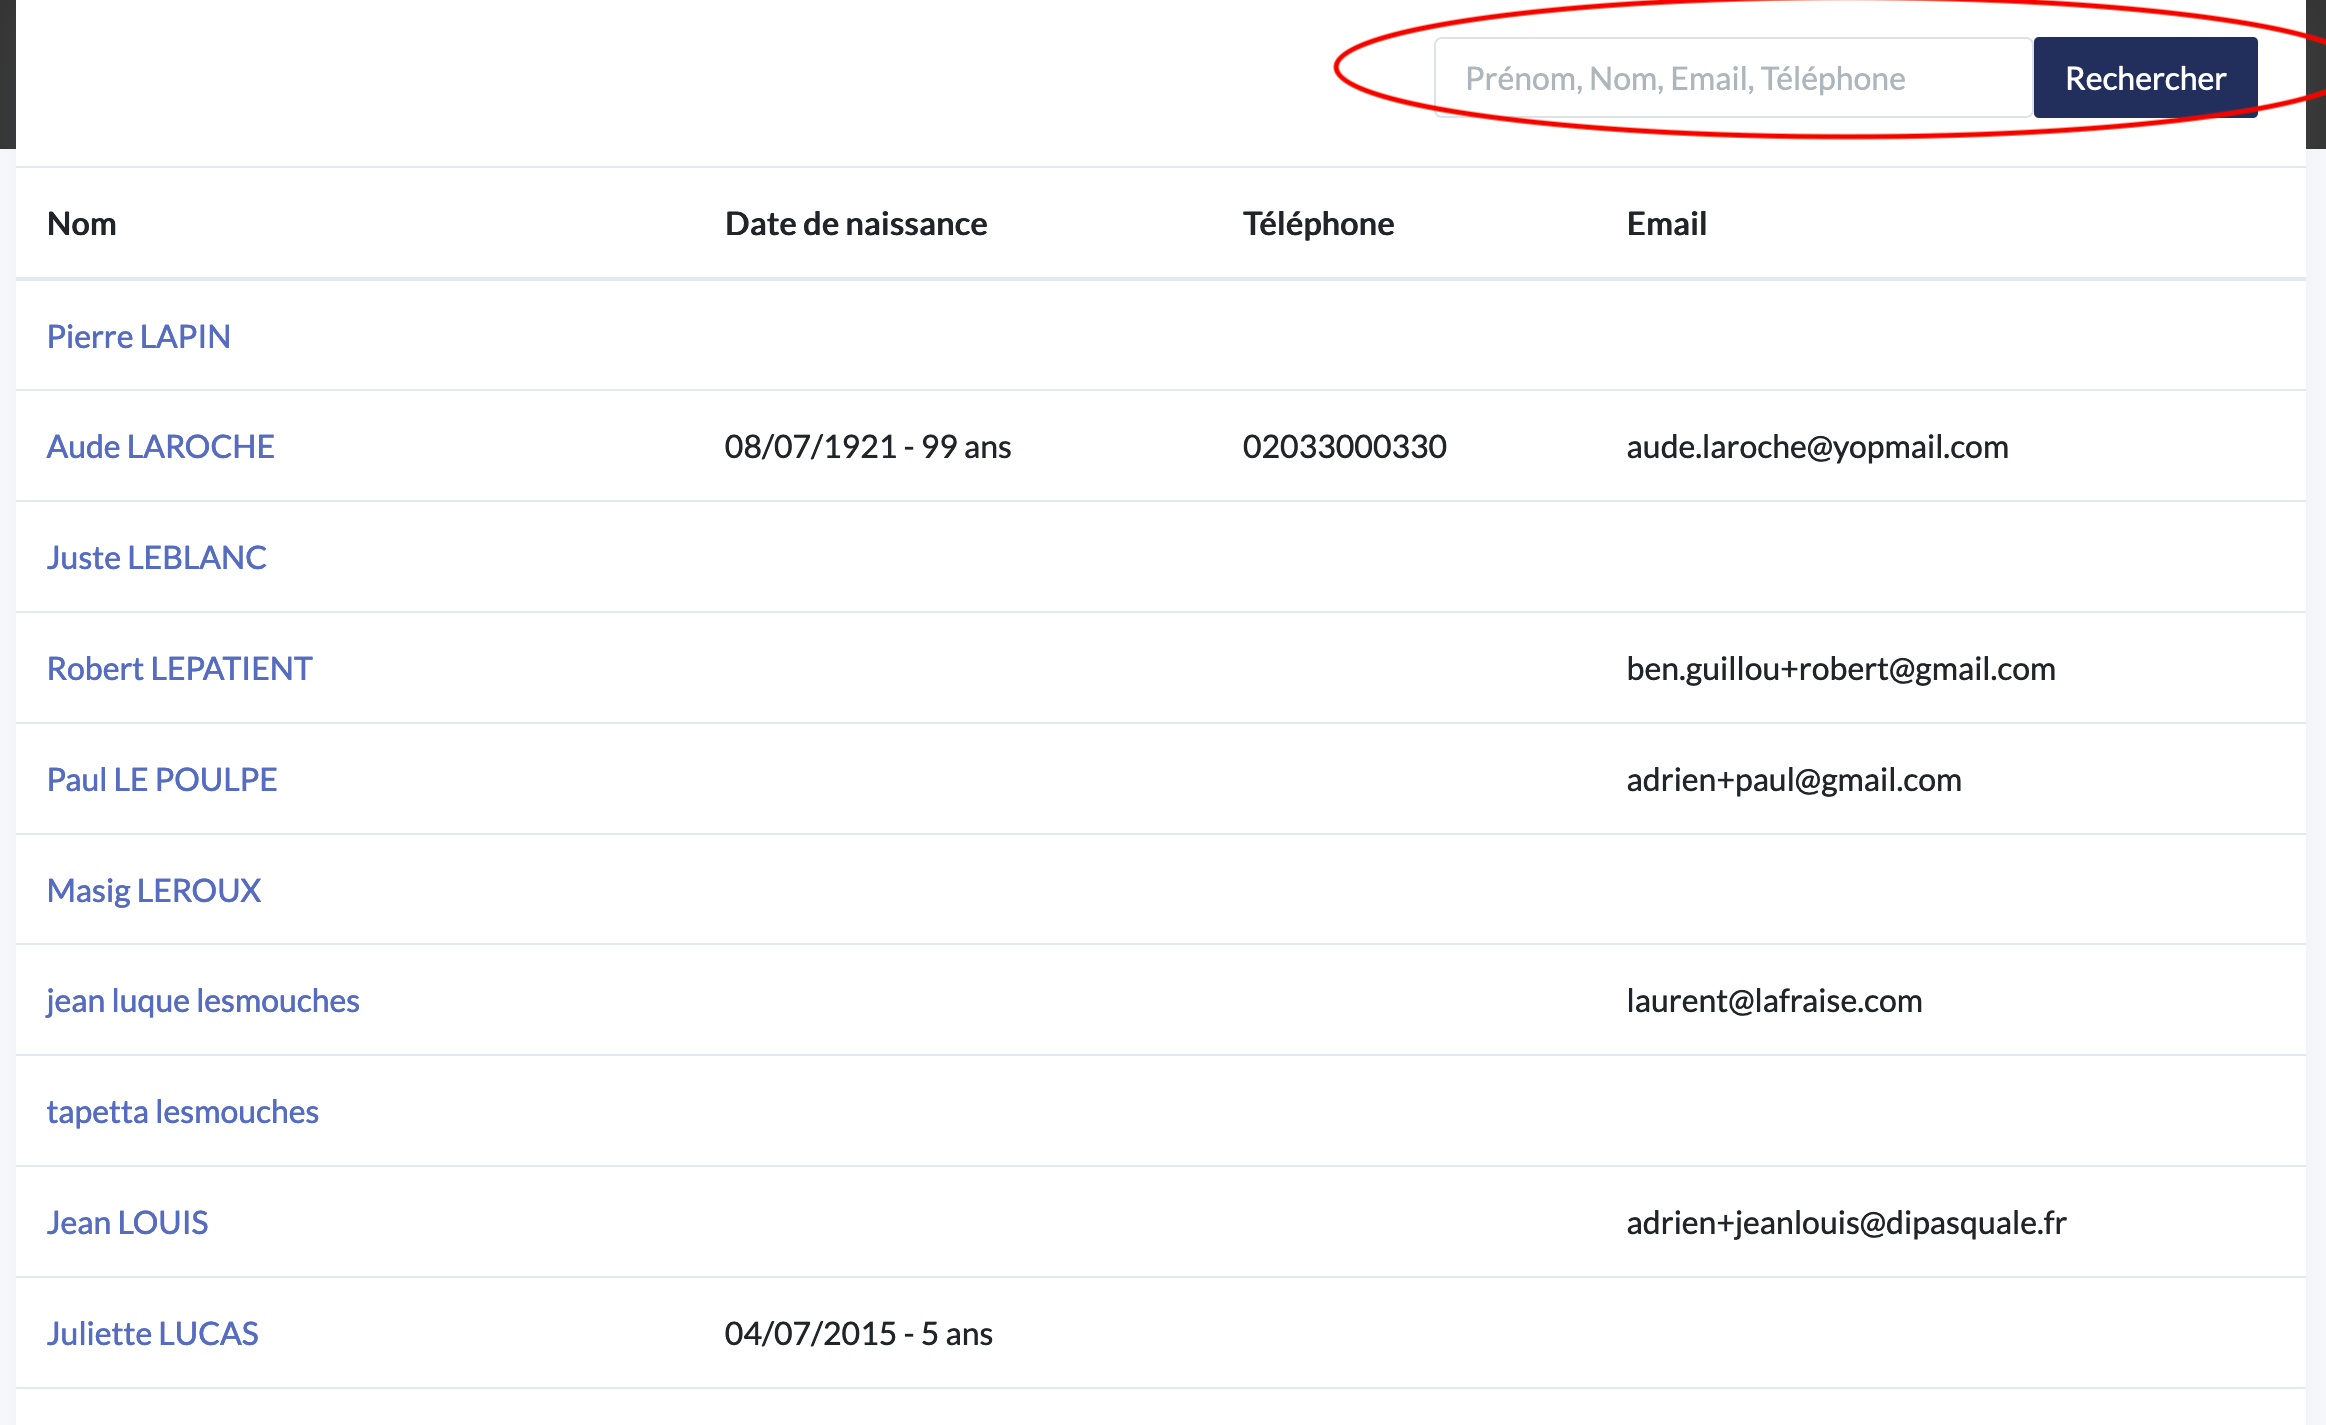 Prénom, Nom, Email, Téléphone Rechercher
Nom Date de naissance Téléphone Email
Pierre LAPIN
Aude LAROCHE 08/07/1921 - 99 ans 02033000330 aude.laroche@yopmail.com
Juste LEBLANC
Robert LEPATIENT ben.guillou+robert@gmail.com
Paul LE POULPE adrien+paul@gmail.com
Masig LEROUX
jean luque lesmouches laurent@lafraise.com
tapetta lesmouches
Jean LOUIS adrien+jeanlouis@dipasquale.fr
Juliette LUCAS 04/07/2015 - 5 ans